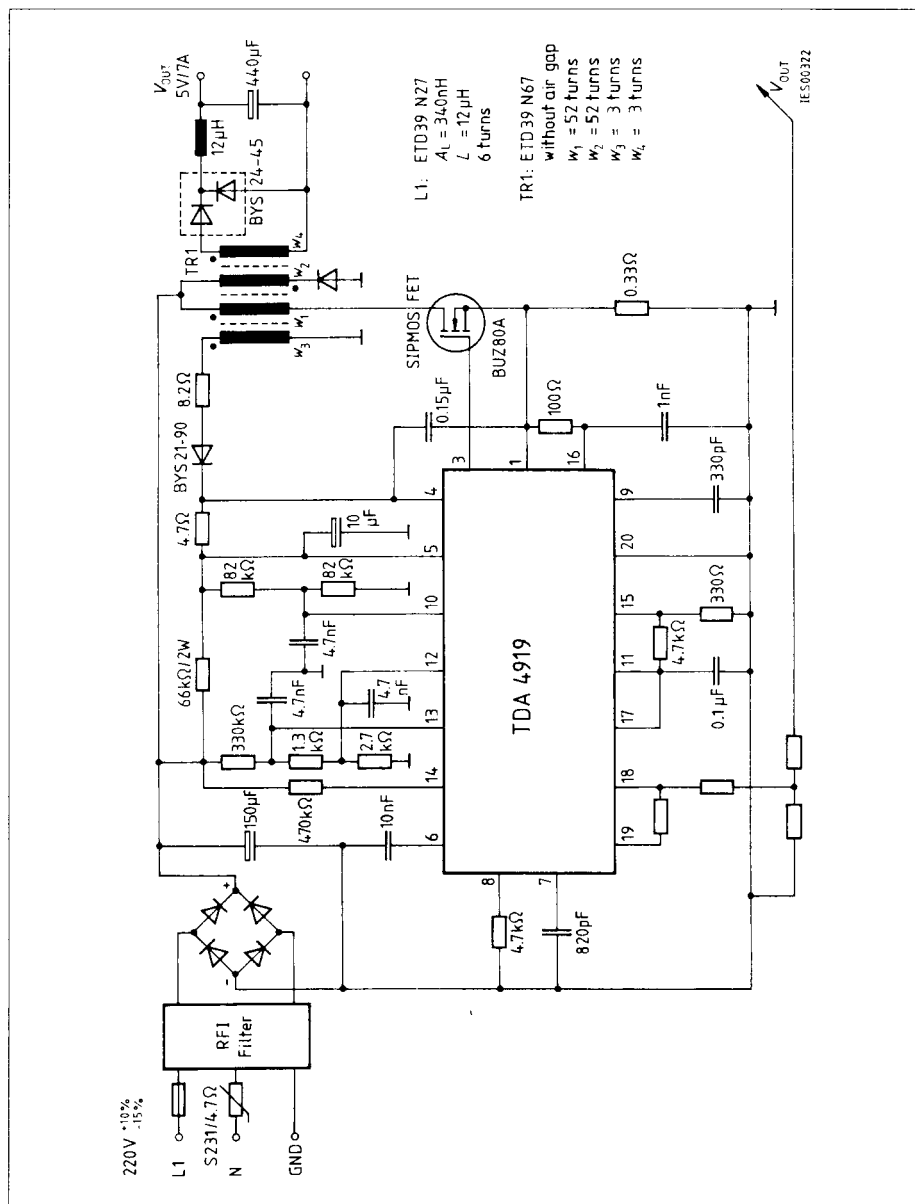 220V +10% -15%
L1
S231/4.7Ω
N
GND
RFI
Filter
+
-
150μF
470kΩ
10nF
330kΩ
1.3
kΩ
2.7
kΩ
66kΩ/2W
4.7nF
4.7
nF
4.7nF
82
kΩ
82
kΩ
4.7Ω
10
μF
BYS21-90
8.2Ω
0.15μF
TR1
w3
w1
w2
w4
BYS 24-45
12μH
VOUT
5V/7A
440μF
SIPMOS FET
BUZ80A
0.33Ω
100Ω
1nF
L1: ETD39 N27
AL = 340nH
L = 12μH
6 turns
TR1: ETD39 N67
without air gap
w1 = 52 turns
w2 = 52 turns
w3 = 3 turns
w4 = 3 turns
6
14
13
12
10
5
4
3
8
7
TDA 4919
1
16
19
18
17
11
15
20
9
4.7kΩ
820pF
4.7kΩ
0.1μF
330Ω
330pF
VOUT
IES00322